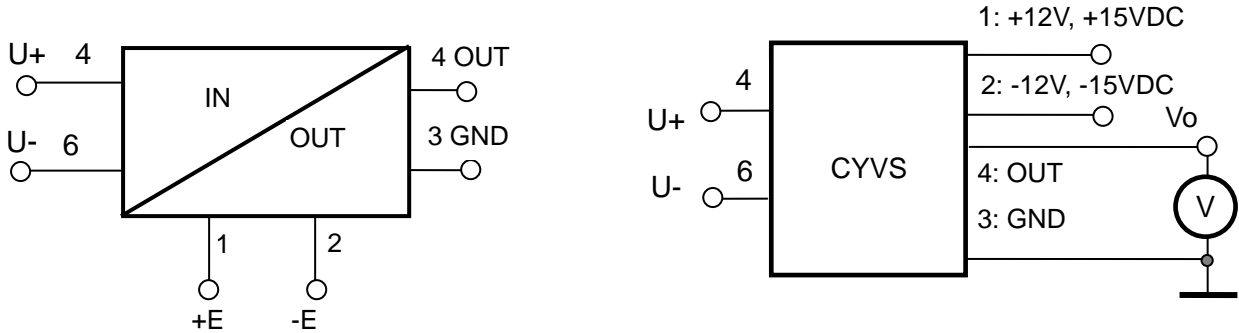 U+ 4
U- 6
IN
OUT
4 OUT
3 GND
1
2
+E
-E
1: +12V, +15VDC
2: -12V, -15VDC
Vo
4
U+
6
U-
CYVS
4: OUT
3: GND
V